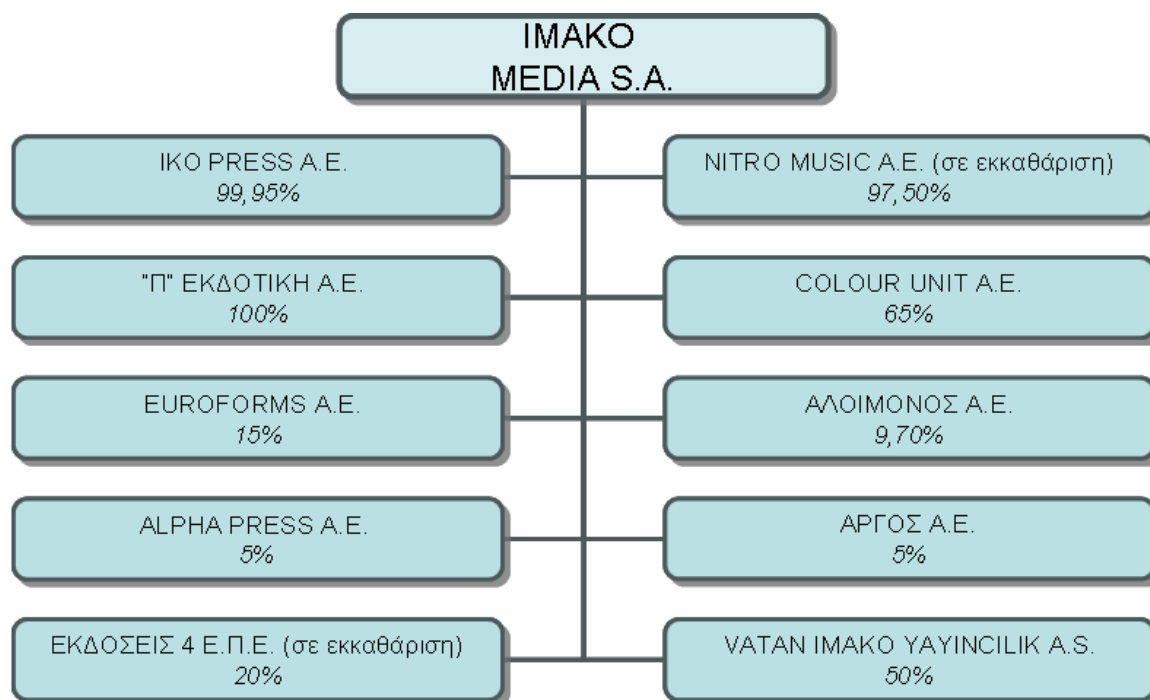 IMAKO
MEDIA S.A.
IKO PRESS A.E.
99,95%
NITRO MUSIC A.E. (σε εκκαθάριση)
97,50%
"Π" ΕΚΔΟΤΙΚΗ Α.Ε.
100%
COLOUR UNIT A.E.
65%
EUROFORMS A.E.
15%
ΑΛΟΙΜΟΝΟΣ Α.Ε.
9,70%
ALPHA PRESS A.E.
5%
ΑΡΓΟΣ Α.Ε.
5%
ΕΚΔΟΣΕΙΣ 4 Ε.Π.Ε. (σε εκκαθάριση)
20%
VATAN IMAKO YAYINCILIK A.S.
50%